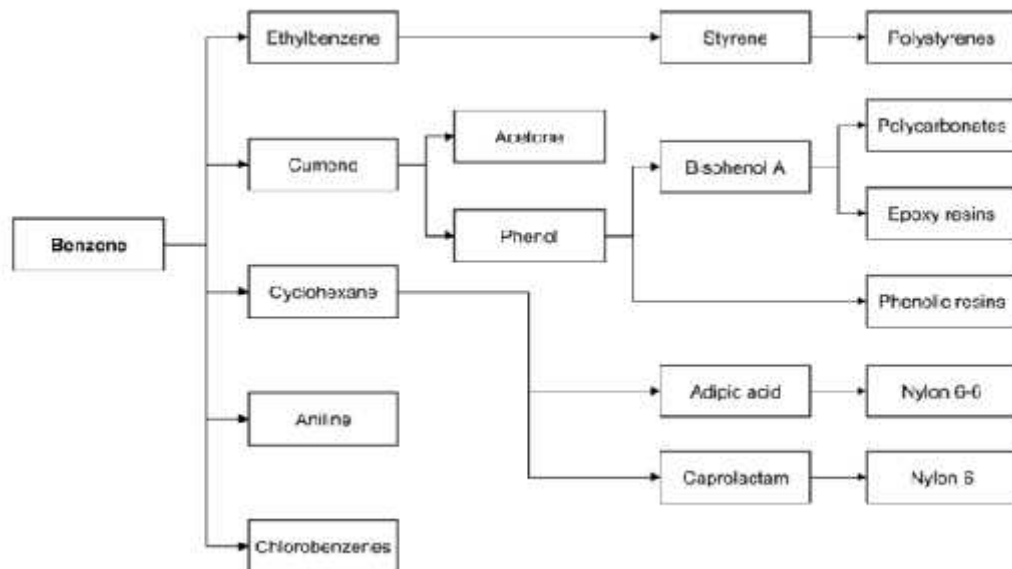 Ethylbenzene
Styrene
Polystyrenes
Cumene
Acetone
Phenol
Bisphenol A
Polycarbonates
Epoxy resins
Phenolic resins
Benzene
Cyclohexane
Adipic acid
Nylon 6-6
Aniline
Caprolactam
Nylon 6
Chlorobenzenes